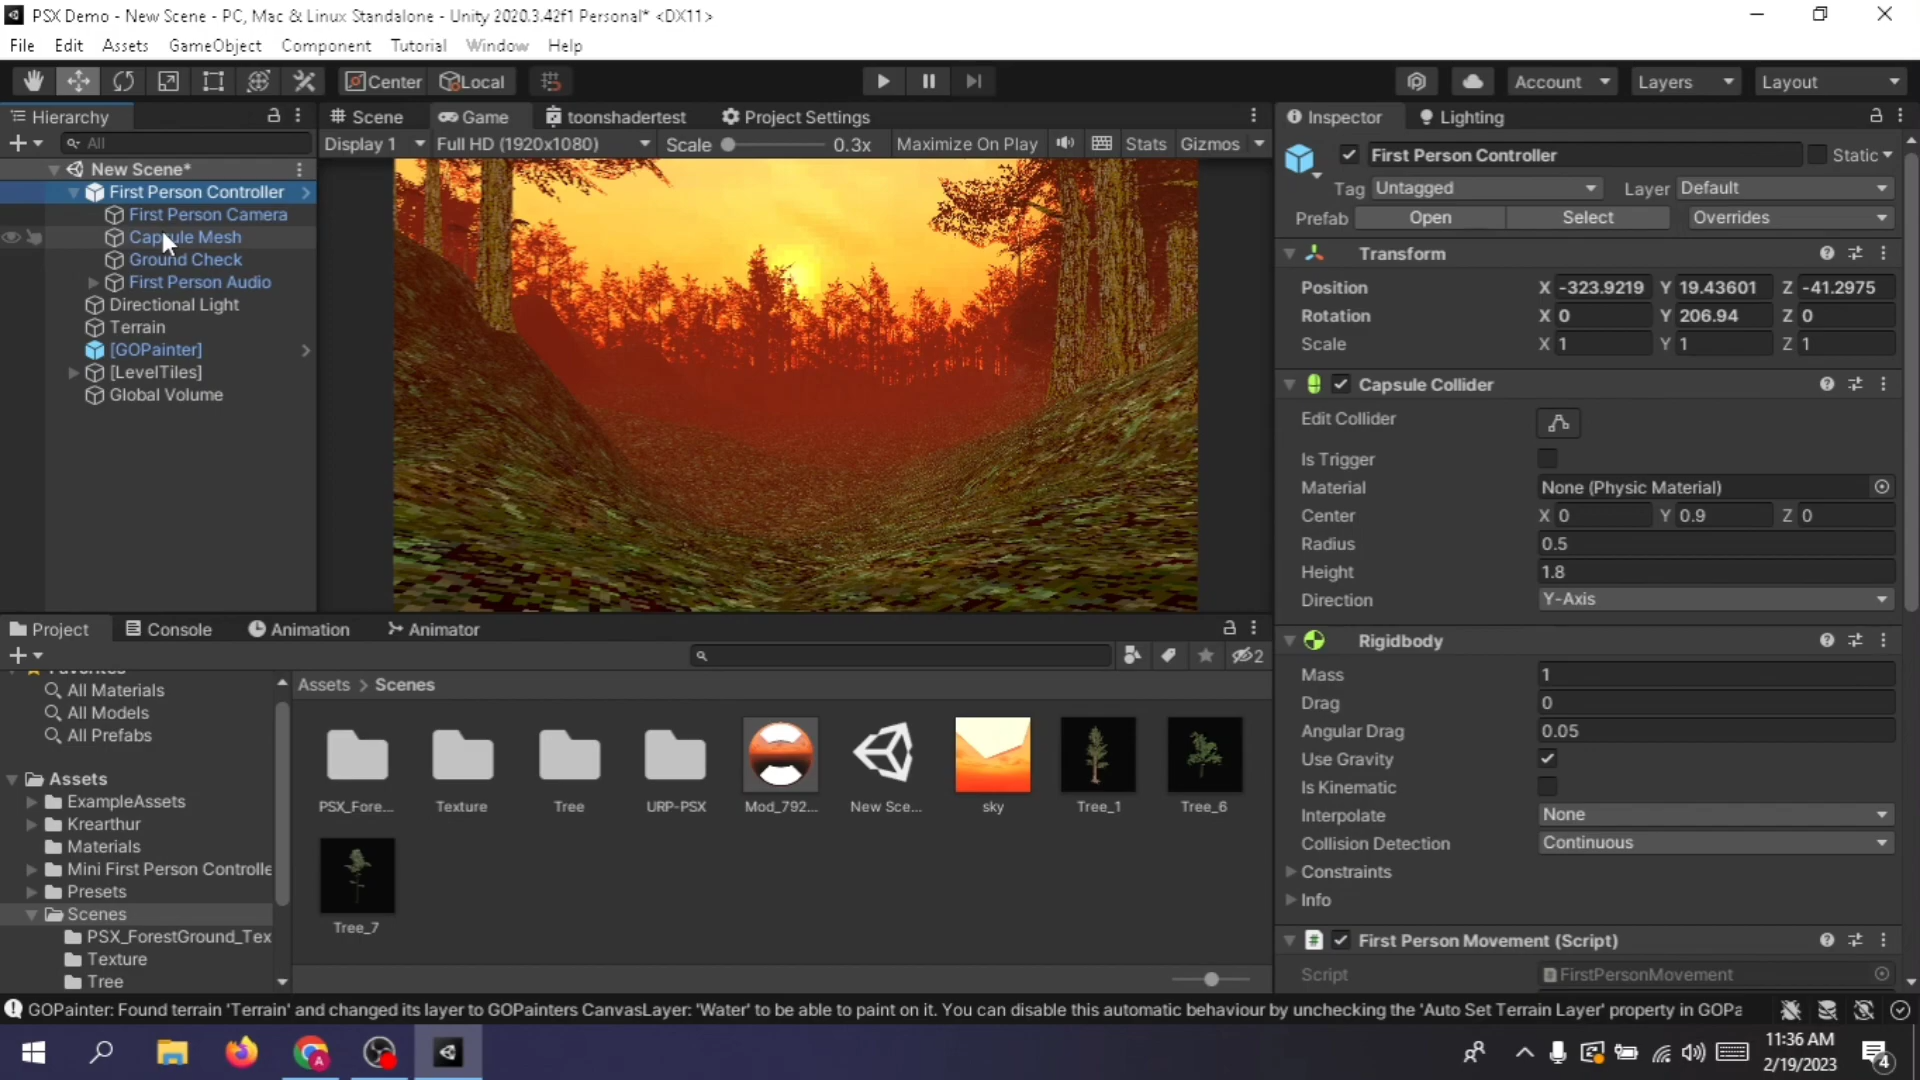 PSX Demo - New Scene - PC, Mac & Linux Standalone - Unity 2020.3.42f1 Personal* <DX11>
File Edit Assets GameObject Component Tutorial Window Help
Center Local Account Layers Layout
Hierarchy
All
New Scene*
First Person Controller
First Person Camera
Capsule Mesh
Ground Check
First Person Audio
Directional Light
Terrain
[GOPainter]
[LevelTiles]
Global Volume
Scene Game toonshadertest Project Settings
Display 1 Full HD (1920x1080) Scale 0.3x Maximize On Play Stats Gizmos
Inspector Lighting
First Person Controller Static
Tag Untagged Layer Default
Prefab Open Select Overrides
Transform
Position X -323.9219 Y 19.43601 Z -41.2975
Rotation X 0 Y 206.94 Z 0
Scale X 1 Y 1 Z 1
Capsule Collider
Edit Collider
Is Trigger
Material None (Physic Material)
Center X 0 Y 0.9 Z 0
Radius 0.5
Height 1.8
Direction Y-Axis
Rigidbody
Mass 1
Drag 0
Angular Drag 0.05
Use Gravity
Is Kinematic
Interpolate None
Collision Detection Continuous
Constraints
Info
First Person Movement (Script)
Script FirstPersonMovement
Project Console Animation Animator
2
All Materials
All Models
All Prefabs
Assets
ExampleAssets
Krearthur
Materials
Mini First Person Controlle
Presets
Scenes
PSX_ForestGround_Tex
Texture
Tree
Assets > Scenes
PSX_Fore... Texture Tree URP-PSX Mod_792... New Sce... sky Tree_1 Tree_6
Tree_7
GOPainter: Found terrain 'Terrain' and changed its layer to GOPainters CanvasLayer: 'Water' to be able to paint on it. You can disable this automatic behaviour by unchecking the 'Auto Set Terrain Layer' property in GOPa
11:36 AM
2/19/2023
4